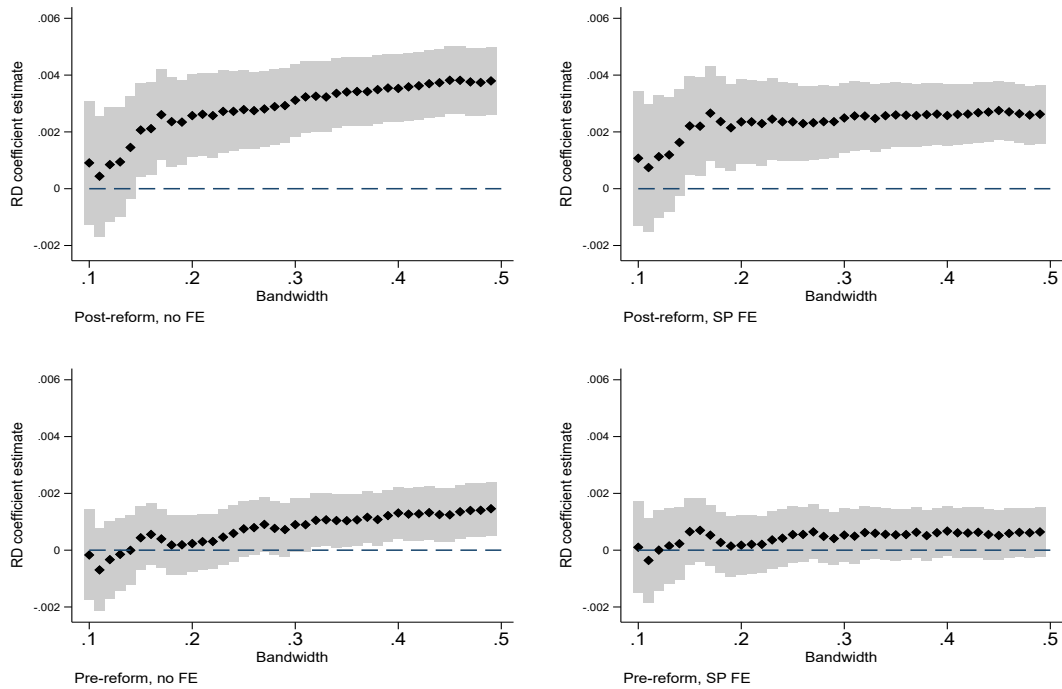 .006
.004
.002
0
-.002
RD coefficient estimate
.1 .2 .3 .4 .5
Bandwidth
Post-reform, no FE
.006
.004
.002
0
-.002
RD coefficient estimate
.1 .2 .3 .4 .5
Bandwidth
Post-reform, SP FE
.006
.004
.002
0
-.002
RD coefficient estimate
.1 .2 .3 .4 .5
Bandwidth
Pre-reform, no FE
.006
.004
.002
0
-.002
RD coefficient estimate
.1 .2 .3 .4 .5
Bandwidth
Pre-reform, SP FE